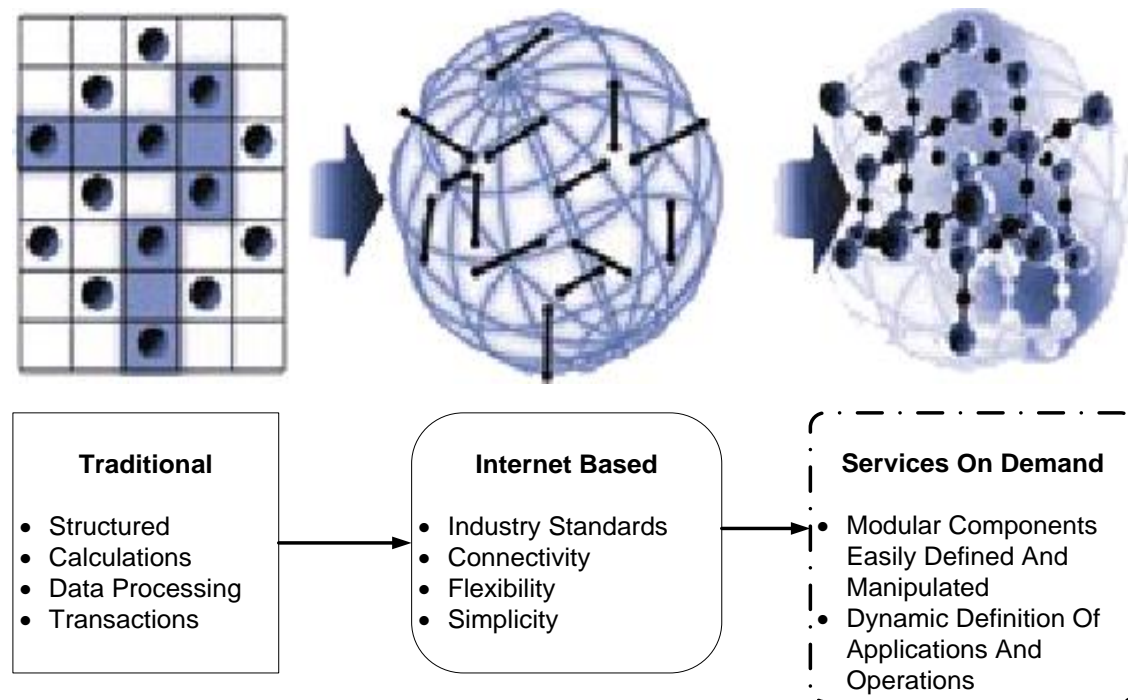 Traditional
• Structured
• Calculations
• Data Processing
• Transactions
Internet Based
• Industry Standards
• Connectivity
• Flexibility
• Simplicity
Services On Demand
• Modular Components
Easily Defined And
Manipulated
• Dynamic Definition Of
Applications And
Operations